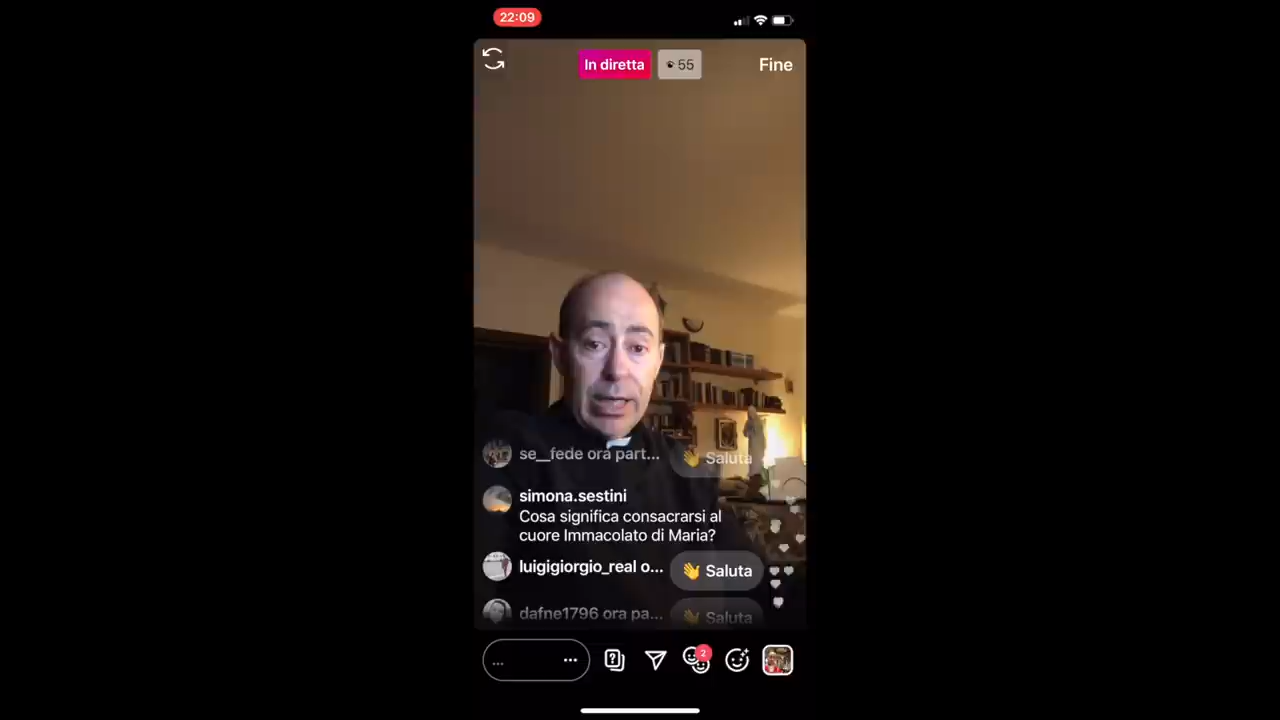 22:09
In diretta
55
Fine
se__fede ora part...
Saluta
simona.sestini
Cosa significa consacrarsi al
cuore Immacolato di Maria?
luigigiorgio_real o...
Saluta
dafne1796 ora pa...
Saluta
...
2